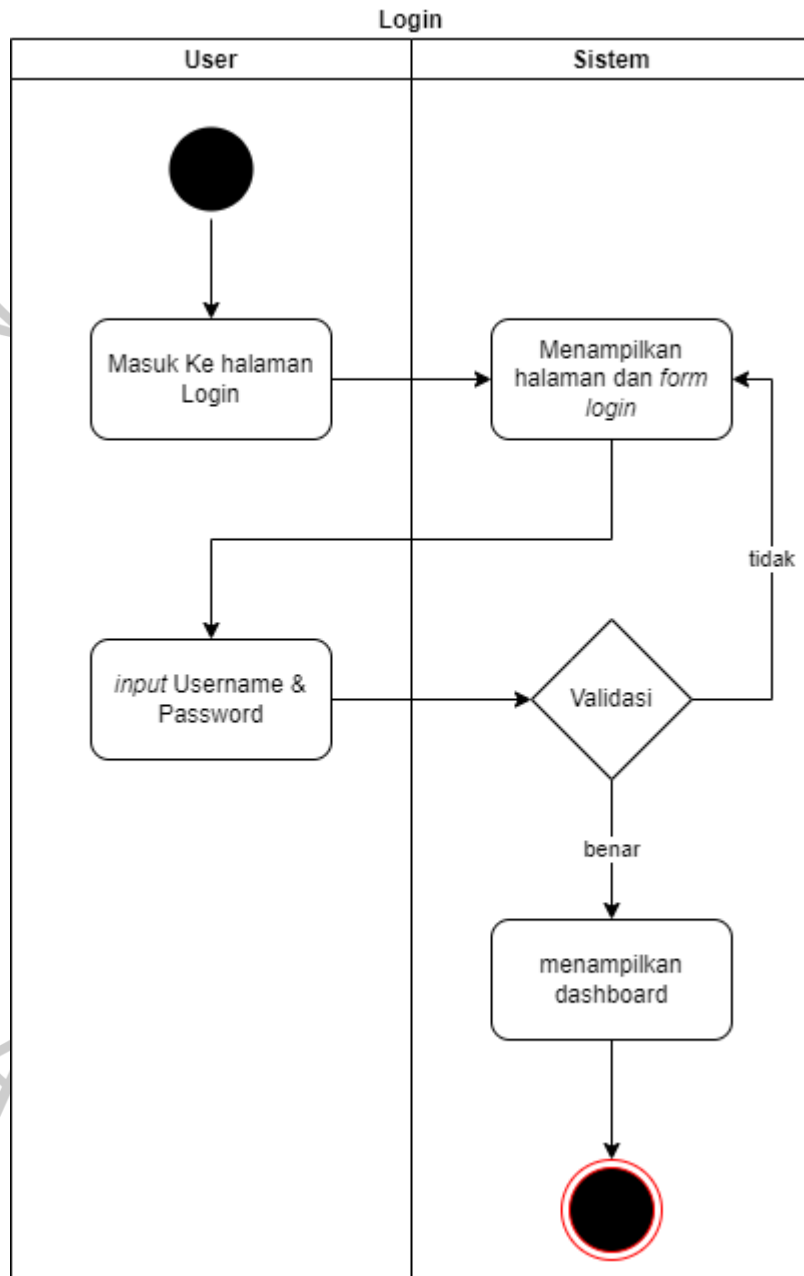 Login
User
Sistem
Masuk Ke halaman
Login
Menampilkan
halaman dan form
login
tidak
input Username &
Password
Validasi
benar
menampilkan
dashboard